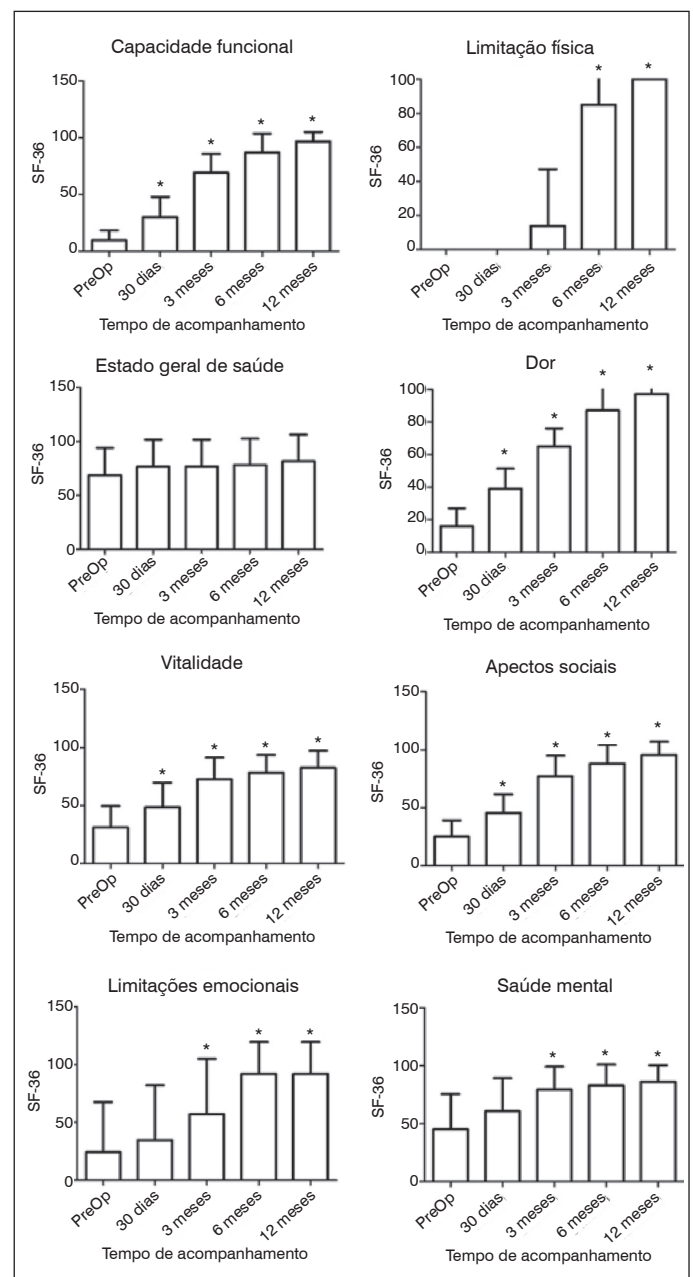 Capacidade funcional
150
100
50
0
SF-36
*
*
*
*
PreOp
30 dias
3 meses
6 meses
12 meses
Tempo de acompanhamento
Limitação física
100
80
60
40
20
0
SF-36
*
*
PreOp
30 dias
3 meses
6 meses
12 meses
Tempo de acompanhamento
Estado geral de saúde
150
100
50
0
SF-36
PreOp
30 dias
3 meses
6 meses
12 meses
Tempo de acompanhamento
Dor
100
80
60
40
20
0
SF-36
*
*
*
*
PreOp
30 dias
3 meses
6 meses
12 meses
Tempo de acompanhamento
Vitalidade
150
100
50
0
SF-36
*
*
*
*
PreOp
30 dias
3 meses
6 meses
12 meses
Tempo de acompanhamento
Apectos sociais
150
100
50
0
SF-36
*
*
*
*
PreOp
30 dias
3 meses
6 meses
12 meses
Tempo de acompanhamento
Limitações emocionais
150
100
50
0
SF-36
*
*
*
PreOp
30 dias
3 meses
6 meses
12 meses
Tempo de acompanhamento
Saúde mental
150
100
50
0
SF-36
*
*
*
PreOp
30 dias
3 meses
6 meses
12 meses
Tempo de acompanhamento